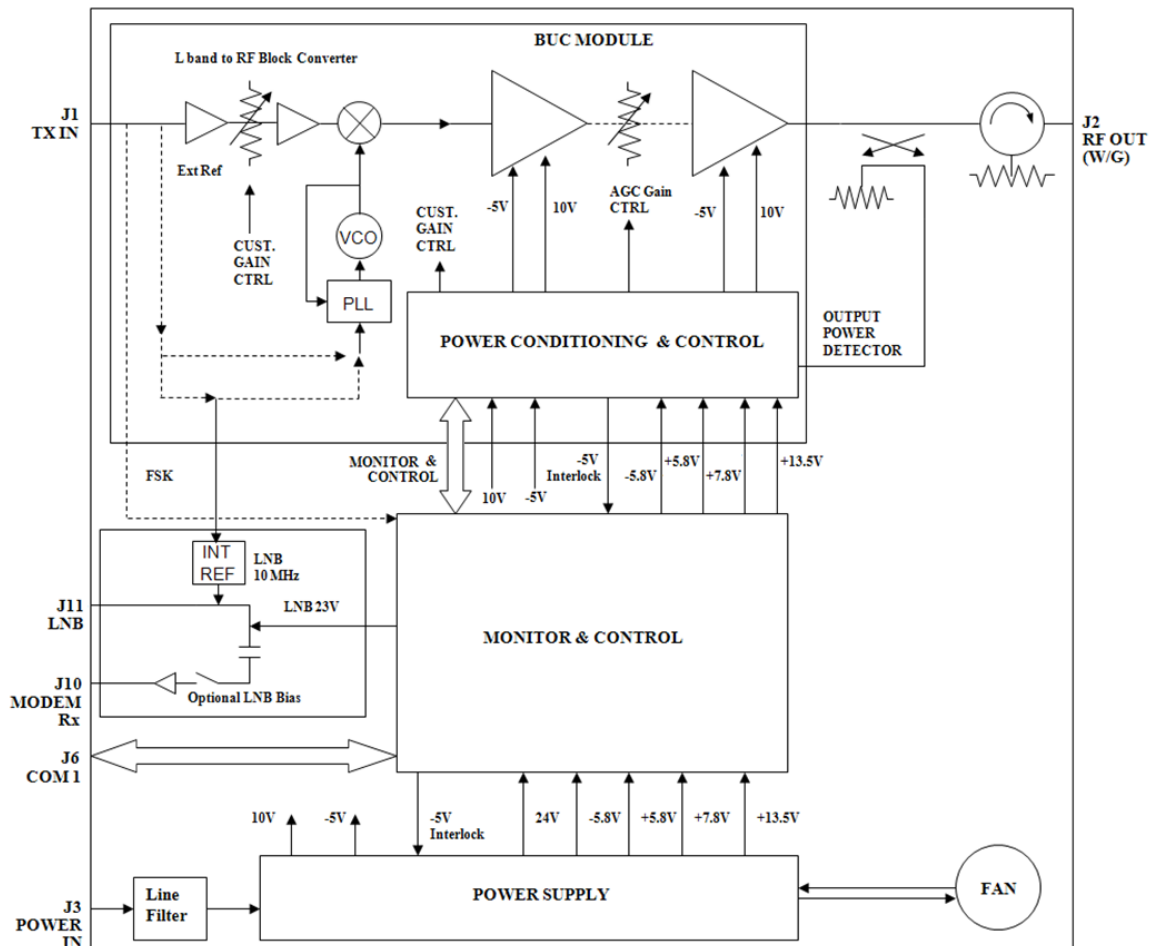 BUC MODULE
L band to RF Block Converter
J1
TX IN
Ext Ref
CUST.
GAIN
CTRL
VCO
PLL
CUST.
GAIN
CTRL
-5V
10V
AGC Gain
CTRL
-5V
10V
J2
RF OUT
(W/G)
POWER CONDITIONING & CONTROL
OUTPUT
POWER
DETECTOR
FSK
MONITOR &
CONTROL
10V
-5V
-5V
Interlock
-5.8V
+5.8V
+7.8V
+13.5V
INT
REF
LNB
10 MHz
J11
LNB
LNB 23V
MONITOR & CONTROL
J10
MODEM
Rx
Optional LNB Bias
J6
COM 1
10V
-5V
-5V
Interlock
24V
-5.8V
+5.8V
+7.8V
+13.5V
J3
POWER
IN
Line
Filter
POWER SUPPLY
FAN